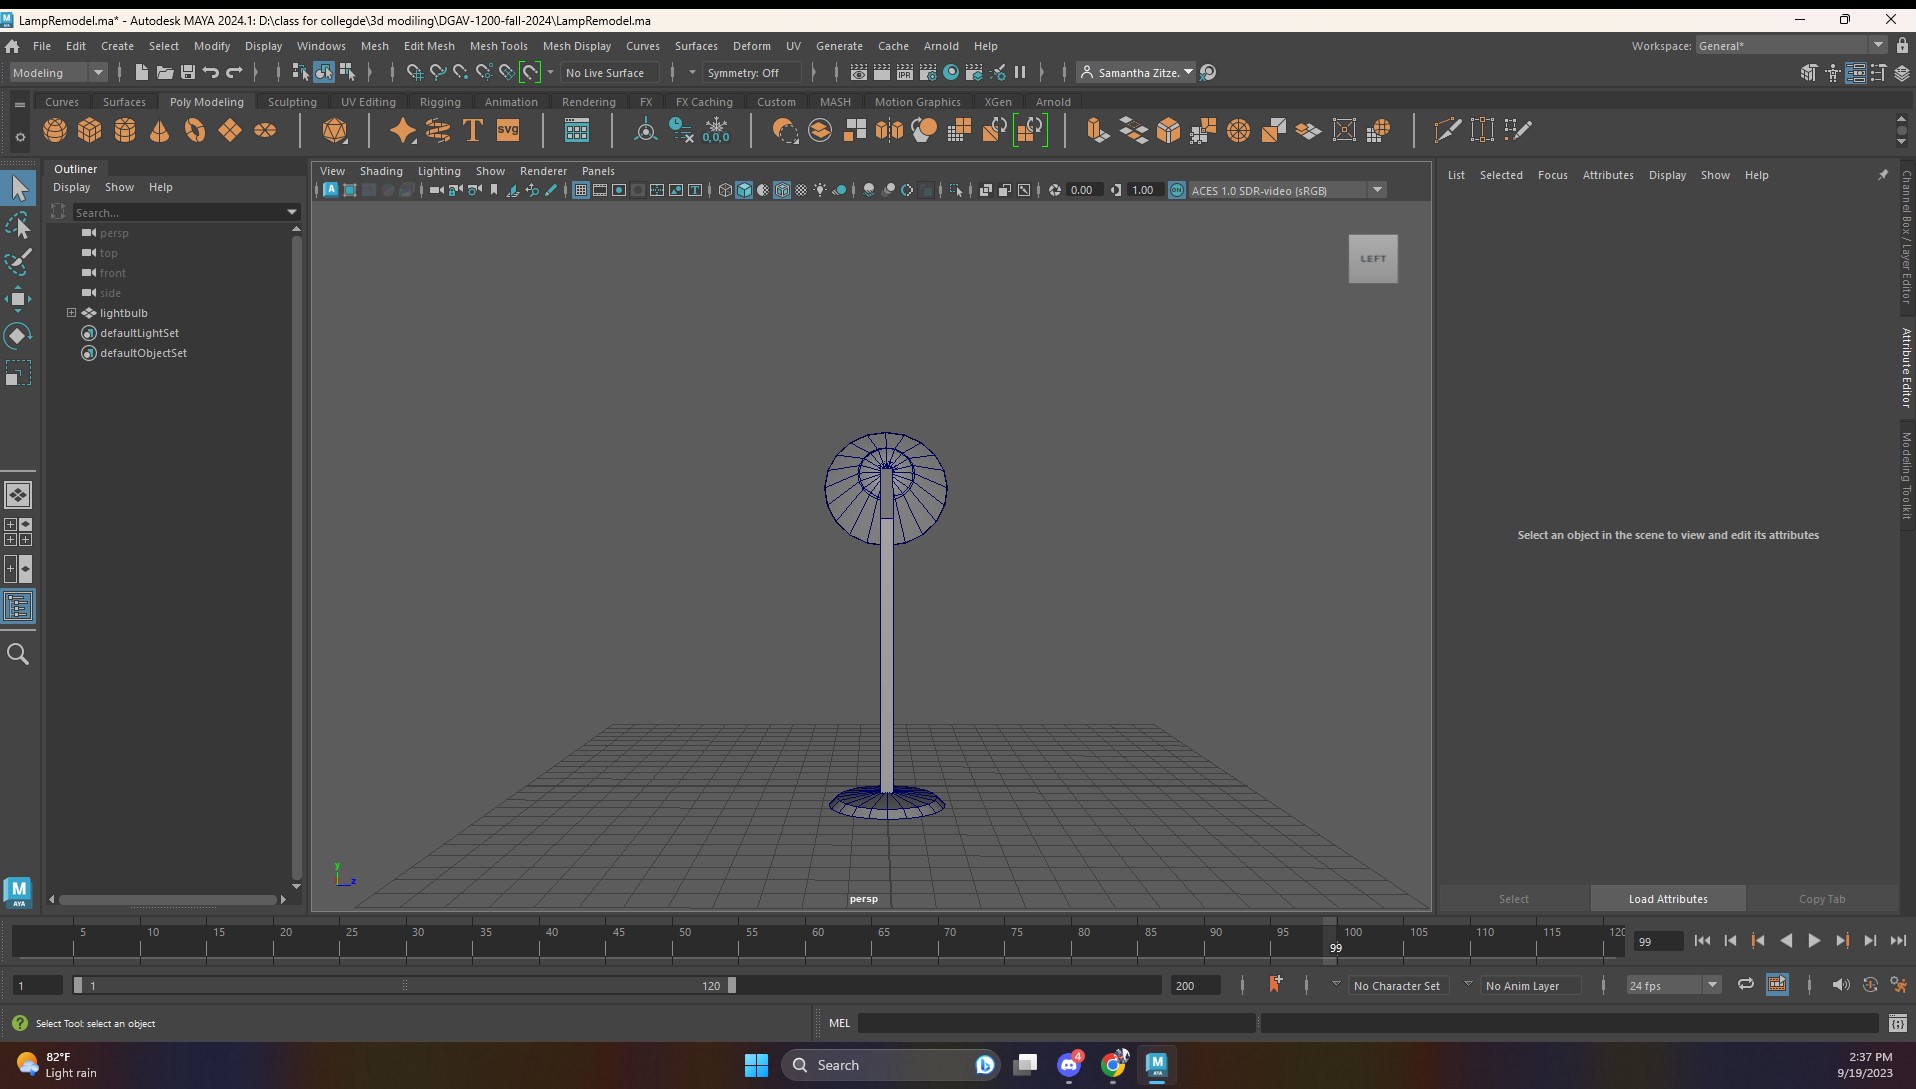 LampRemodel.ma* - Autodesk MAYA 2024.1: D:\class for collegde\3d modiling\DGAV-1200-fall-2024\LampRemodel.ma
File Edit Create Select Modify Display Windows Mesh Edit Mesh Mesh Tools Mesh Display Curves Surfaces Deform UV Generate Cache Arnold Help Workspace: General*
Modeling No Live Surface Symmetry: Off IPR Samantha Zitze.
Curves Surfaces Poly Modeling Sculpting UV Editing Rigging Animation Rendering FX FX Caching Custom MASH Motion Graphics XGen Arnold
T SVG 0,0,0
Outliner
Display Show Help
Search...
persp
top
front
side
lightbulb
defaultLightSet
defaultObjectSet
View Shading Lighting Show Renderer Panels
0.00 1.00 ON ACES 1.0 SDR-video (sRGB)
LEFT
y
z
persp
List Selected Focus Attributes Display Show Help
Select an object in the scene to view and edit its attributes
Select Load Attributes Copy Tab
Channel Box / Layer Editor
Attribute Editor
Modeling Toolkit
M
AYA
5 10 15 20 25 30 35 40 45 50 55 60 65 70 75 80 85 90 95 100 105 110 115 120
99
99
1 1 120 200 No Character Set No Anim Layer 24 fps
Select Tool: select an object MEL
82°F
Light rain
Search
4
M
AYA
2:37 PM
9/19/2023